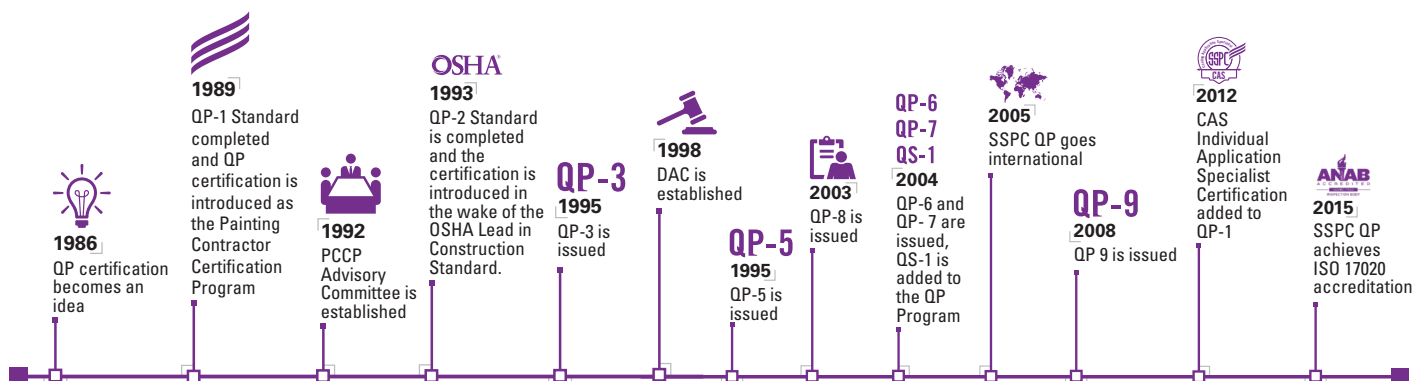 1986
QP certification
becomes an
idea
1989
QP-1 Standard
completed
and QP
certification is
introduced as
the Painting
Contractor
Certification
Program
1992
PCCP
Advisory
Committee is
established
OSHA®
1993
QP-2 Standard
is completed
and the
certification is
introduced in
the wake of the
OSHA Lead in
Construction
Standard.
QP-3
1995
QP-3 is
issued
1998
DAC is
established
QP-5
1995
QP-5 is
issued
2003
QP-8 is
issued
QP-6
QP-7
QS-1
2004
QP-6 and
QP- 7 are
issued,
QS-1 is
added to
the QP
Program
2005
SSPC QP goes
international
QP-9
2008
QP 9 is issued
SSPC
CAS
2012
CAS
Individual
Application
Specialist
Certification
added to
QP-1
ANAB
ACCREDITED
2015
SSPC QP
achieves
ISO 17020
accreditation